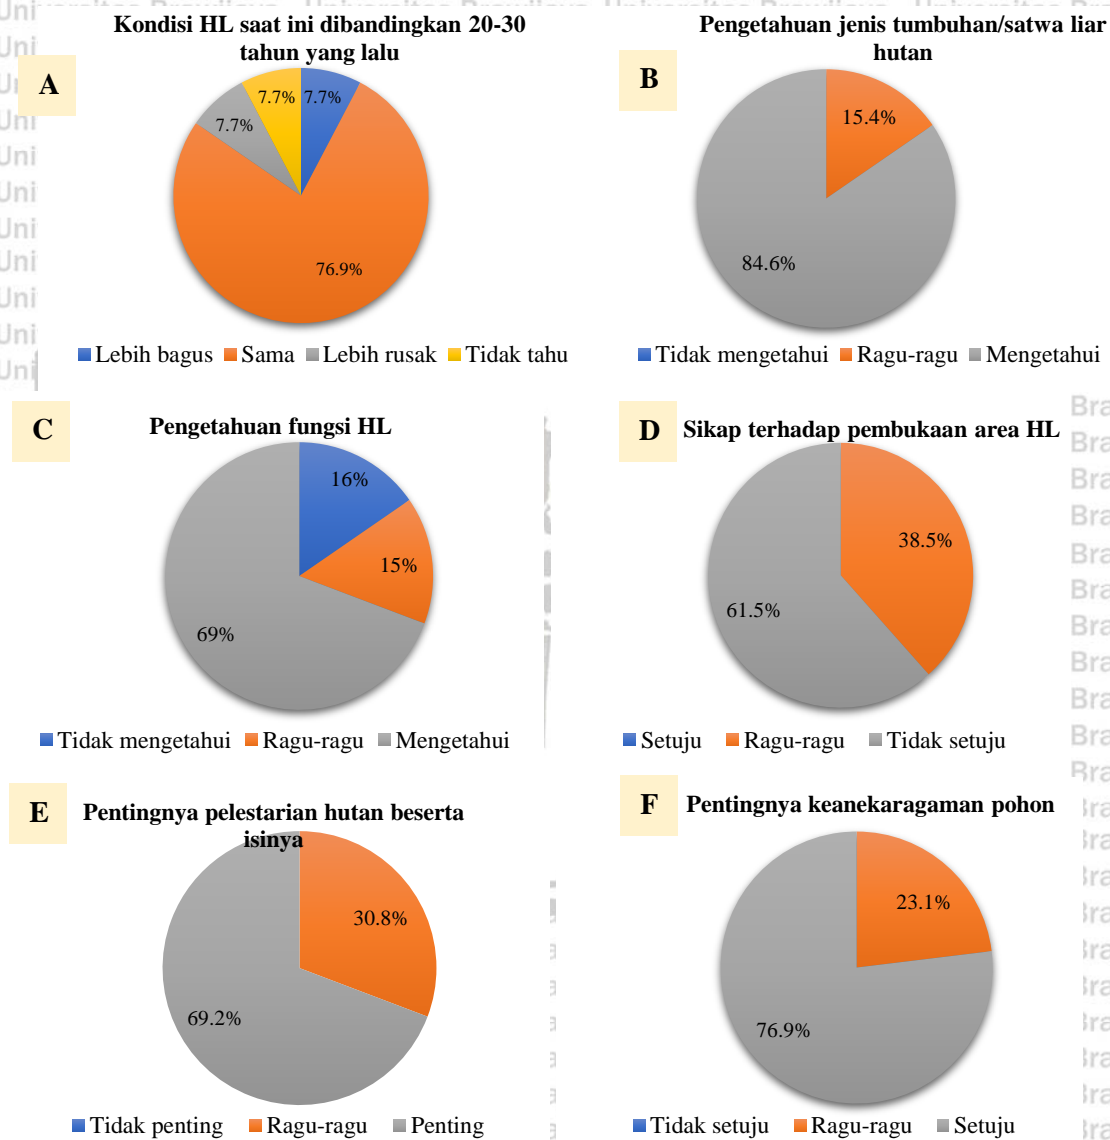 Kondisi HL saat ini dibandingkan 20-30
tahun yang lalu
A
7.7%
7.7%
7.7%
76.9%
Lebih bagus Sama Lebih rusak Tidak tahu
Pengetahuan jenis tumbuhan/satwa liar
hutan
B
15.4%
84.6%
Tidak mengetahui Ragu-ragu Mengetahui
C
Pengetahuan fungsi HL
16%
15%
69%
Tidak mengetahui Ragu-ragu Mengetahui
D
Sikap terhadap pembukaan area HL
38.5%
61.5%
Setuju Ragu-ragu Tidak setuju
E
Pentingnya pelestarian hutan beserta
isinya
30.8%
69.2%
Tidak penting Ragu-ragu Penting
F
Pentingnya keanekaragaman pohon
23.1%
76.9%
Tidak setuju Ragu-ragu Setuju